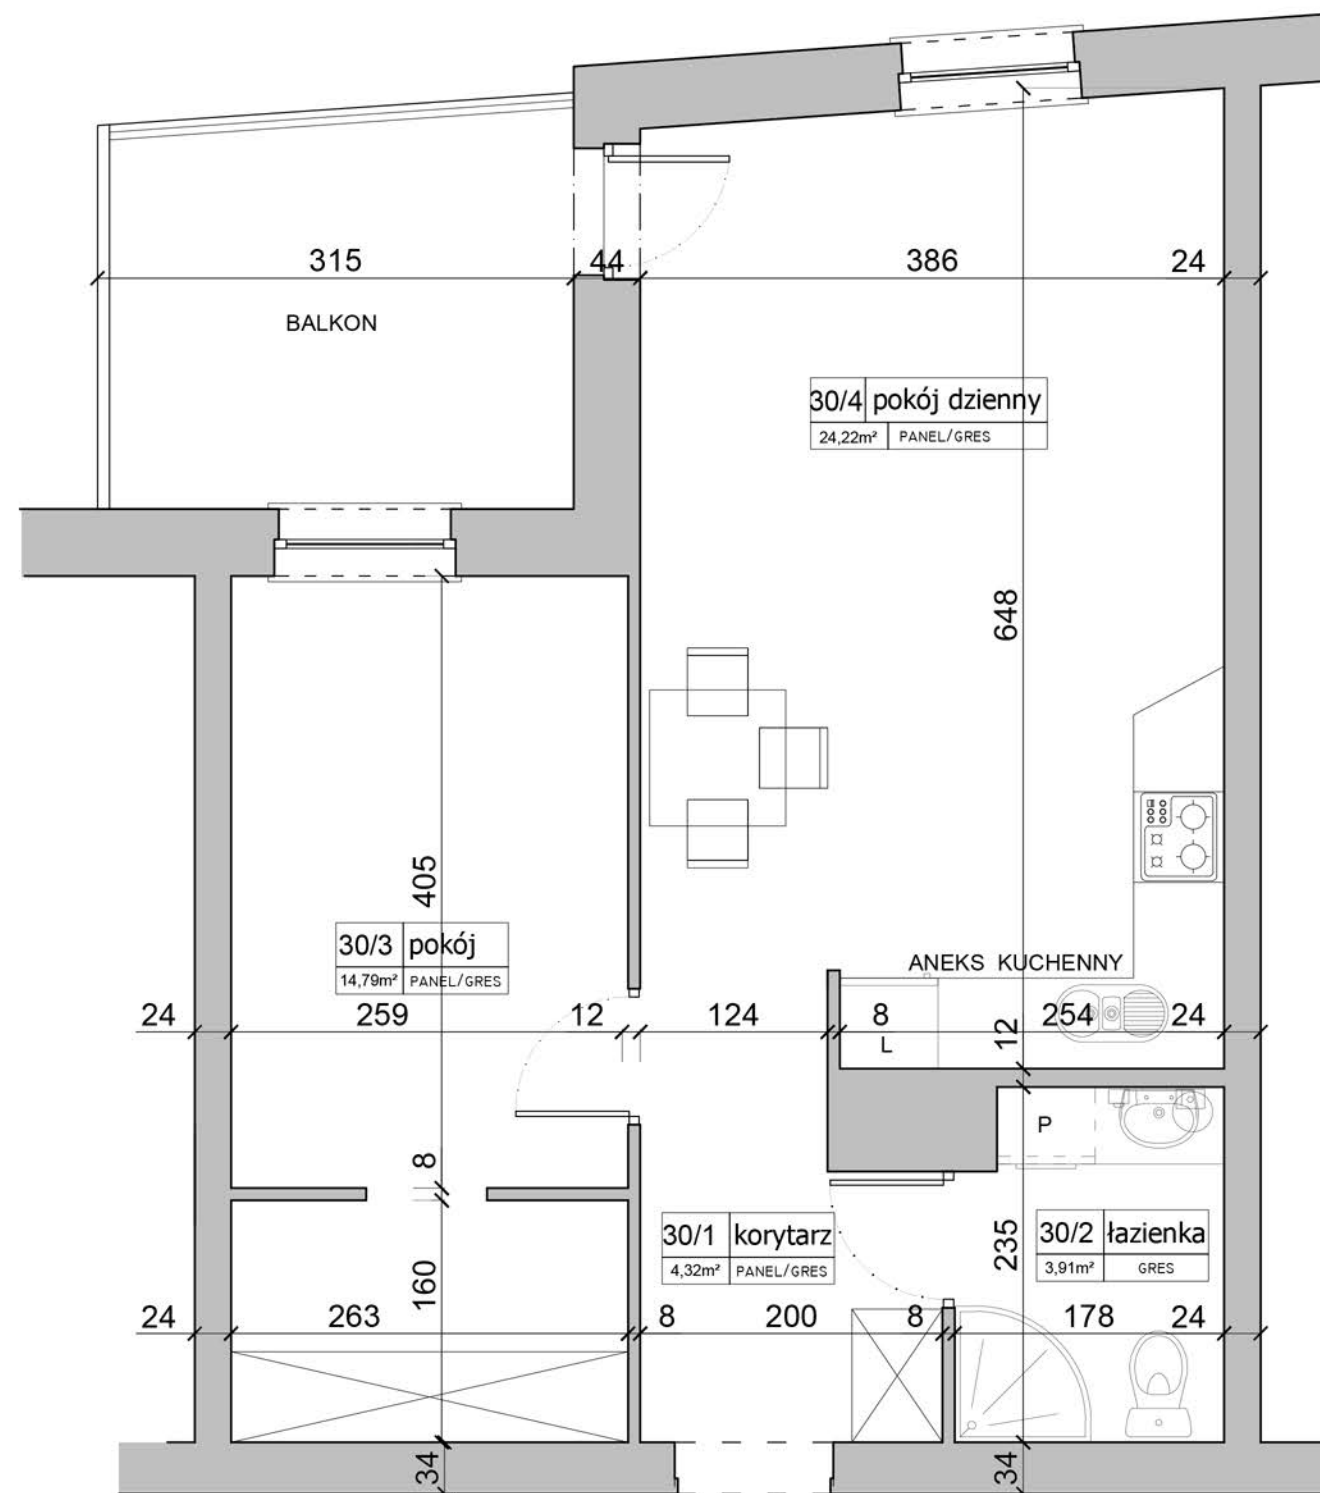 315 44 386 24
BALKON
30/4 pokój dzienny
24,22m² PANEL/GRES
648
405
30/3 pokój
14,79m² PANEL/GRES
ANEKS KUCHENNY
24 259 12 124 8 254 24
L
12
P
8
30/1 korytarz
4,32m² PANEL/GRES
235
30/2 łazienka
3,91m² GRES
160
24 263 8 200 8 178 24
34 34